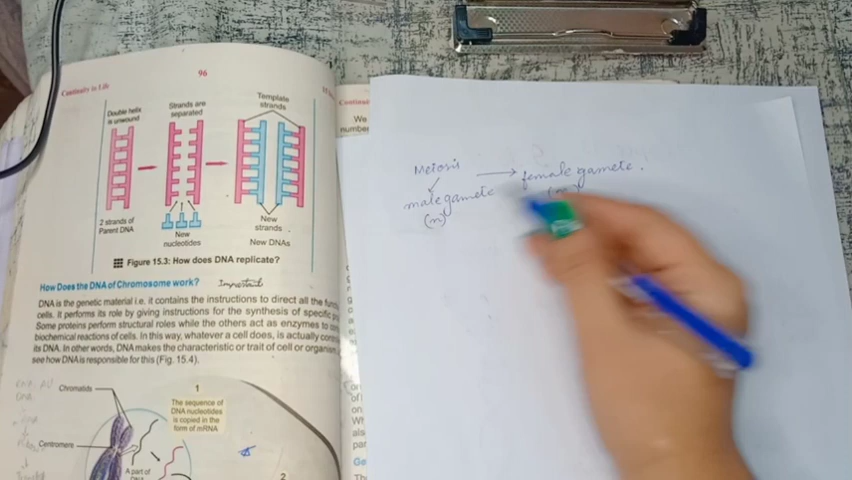 96
Continuity in Life
Double helix
is unwound
Strands are
separated
Template
strands
2 strands of
Parent DNA
New
nucleotides
New
strands
New DNAs
Figure 15.3: How does DNA replicate?
How Does the DNA of Chromosome work?
Important
DNA is the genetic material i.e. it contains the instructions to direct all the
cells. It performs its role by giving instructions for the synthesis of specific
Some proteins perform structural roles while the others act as enzymes to
biochemical reactions of cells. In this way, whatever a cell does, is actually
its DNA. In other words, DNA makes the characteristic or trait of cell or
see how DNA is responsible for this (Fig. 15.4).
Chromatids
Centromere
1
The sequence of
DNA nucleotides
is copied in the
form of mRNA
A part of
2
We
number
Meiosis → female gamete.
male gamete
(n)